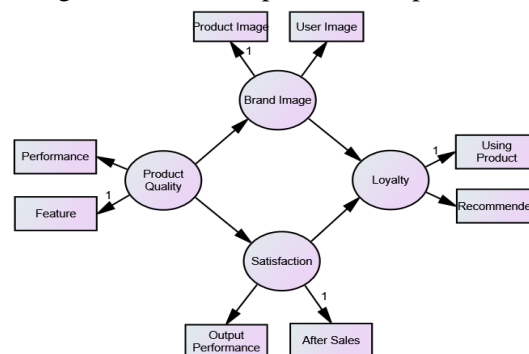 Product Image
User Image
1
Brand Image
Performance
Product
Quality
Feature
1
Loyalty
1
Using
Product
Recommende
Satisfaction
1
Output
Performance
After Sales